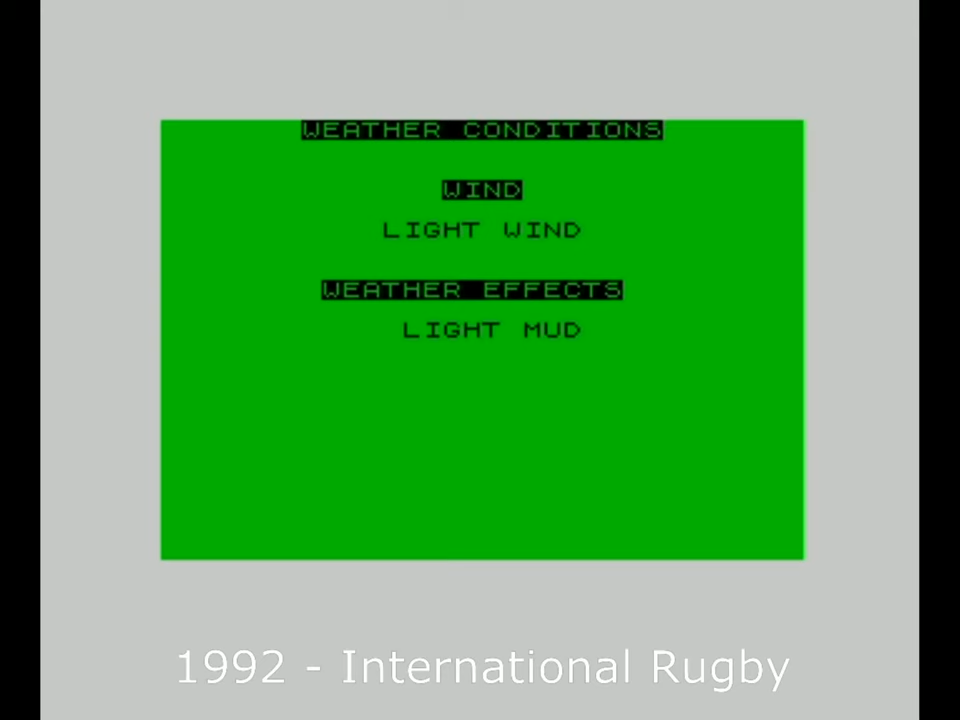 WEATHER CONDITIONS
WIND
LIGHT WIND
WEATHER EFFECTS
LIGHT MUD
1992 - International Rugby